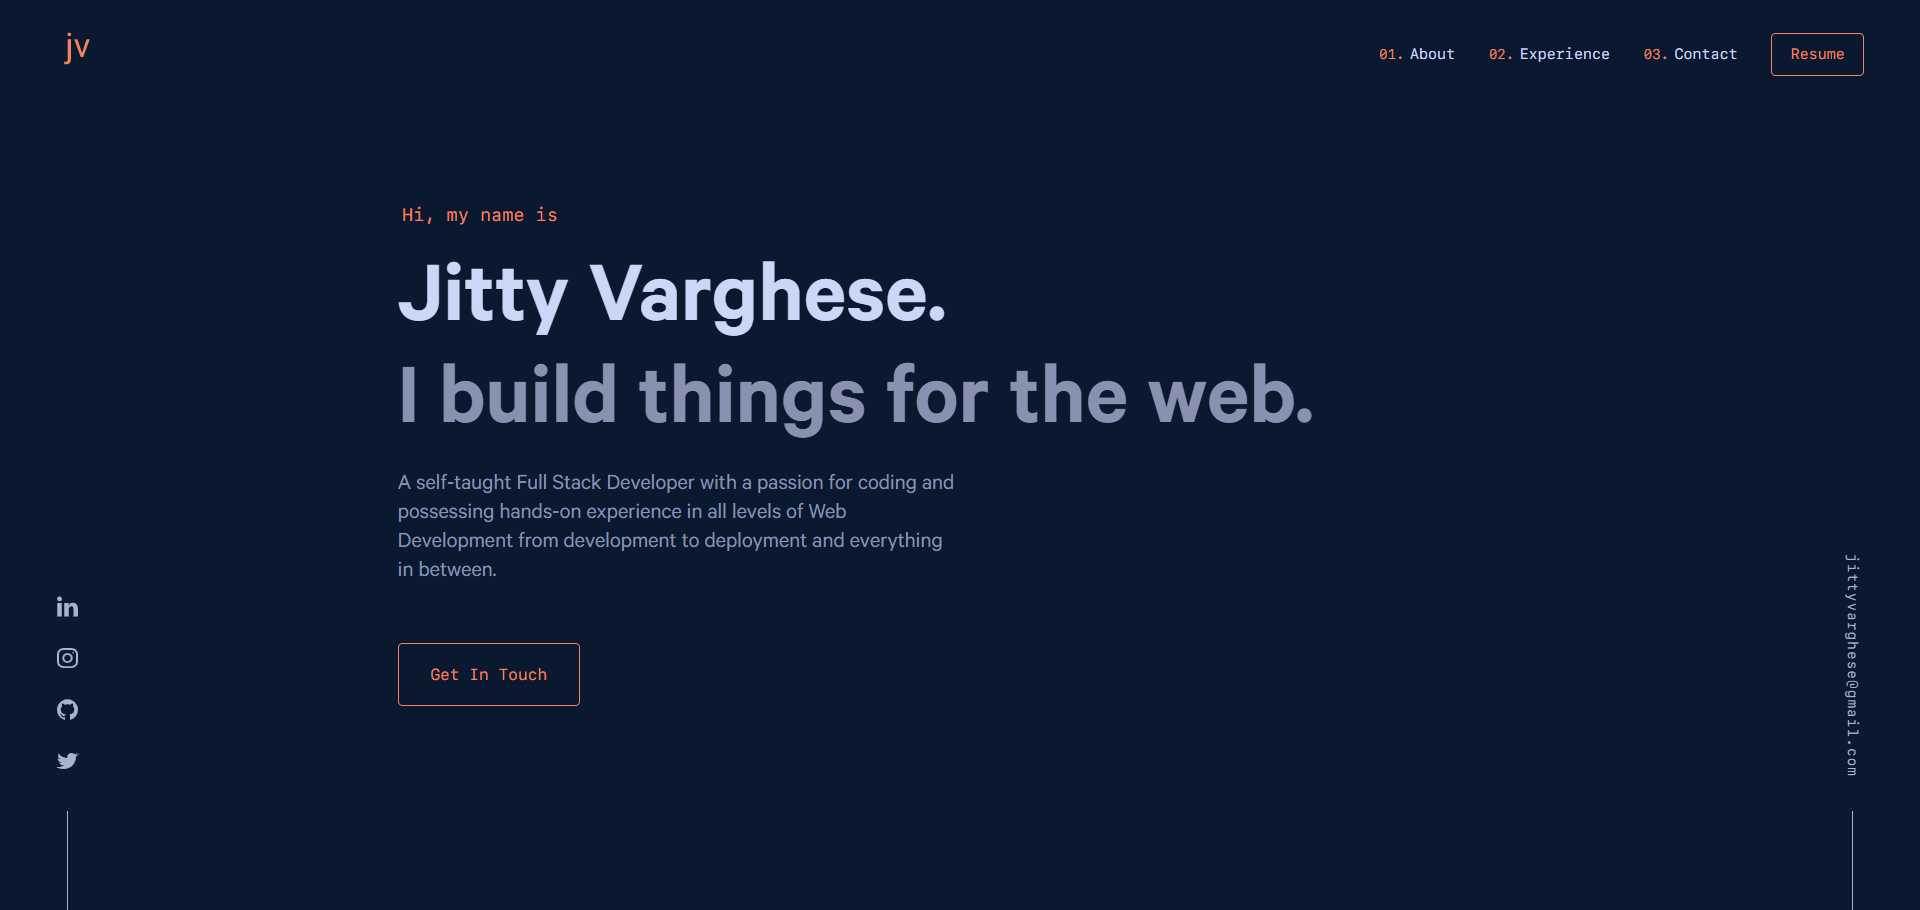 jv
01. About 02. Experience 03. Contact Resume
Hi, my name is
Jitty Varghese.
I build things for the web.
A self-taught Full Stack Developer with a passion for coding and
possessing hands-on experience in all levels of Web
Development from development to deployment and everything
in between.
Get In Touch
in
jittyvarghese@gmail.com